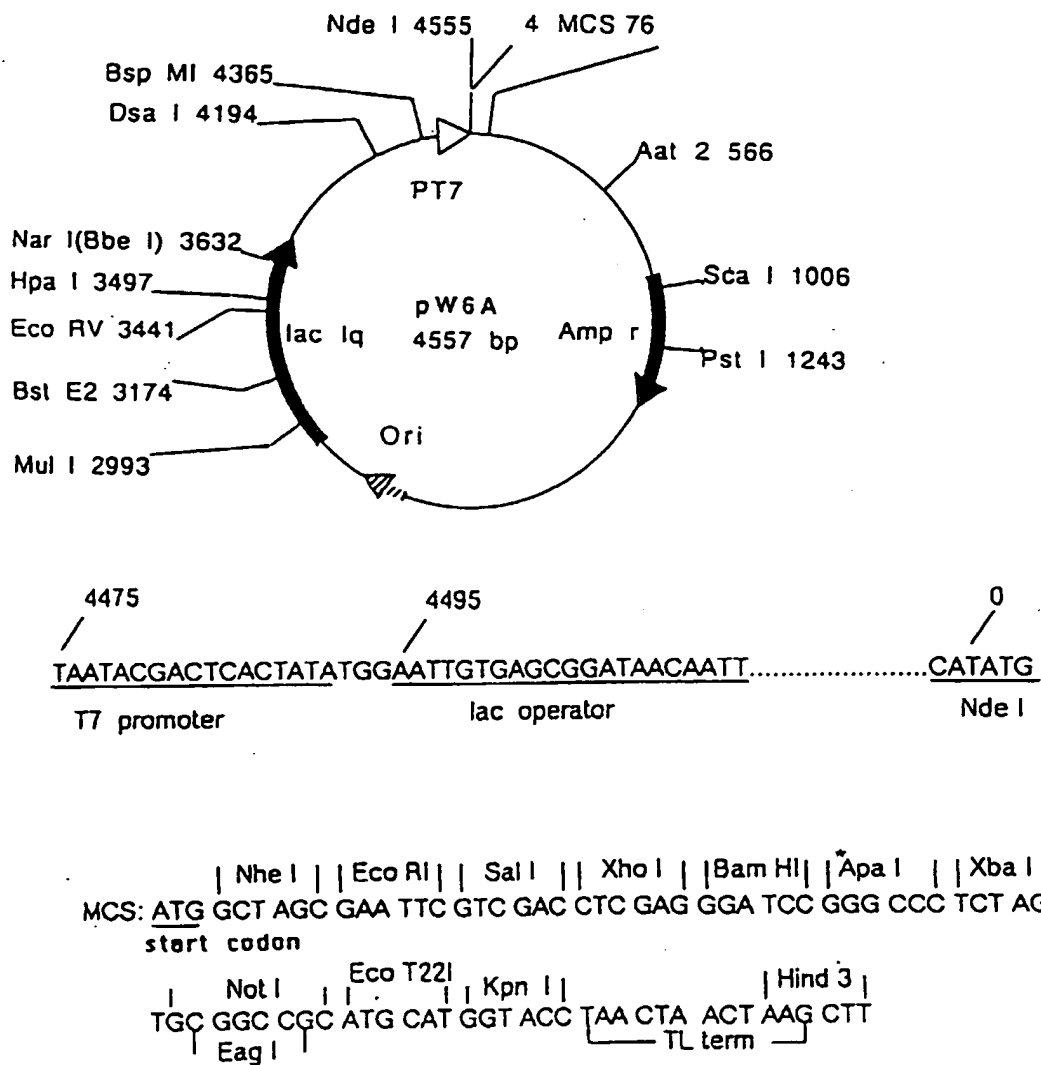 Nde I 4555
4 MCS 76
Bsp MI 4365
Dsa I 4194
Aat 2 566
PT7
Nar I(Bbe I) 3632
Hpa I 3497
Eco RV 3441
Bst E2 3174
Mul I 2993
lac Iq
pW6A
4557 bp
Amp r
Sca I 1006
Pst I 1243
Ori
4475
4495
0
TAATACGACTCACTATATGGAATTGTGAGCGGATAACAATT......................CATATG
T7 promoter
lac operator
Nde I
Nhe I Eco RI Sal I Xho I Bam HI *Apa I Xba I
MCS: ATG GCT AGC GAA TTC GTC GAC CTC GAG GGA TCC GGG CCC TCT AG
start codon
Not I Eco T22I Kpn I Hind 3
TGC GGC CGC ATG CAT GGT ACC TAA CTA ACT AAG CTT
Eag I
TL term